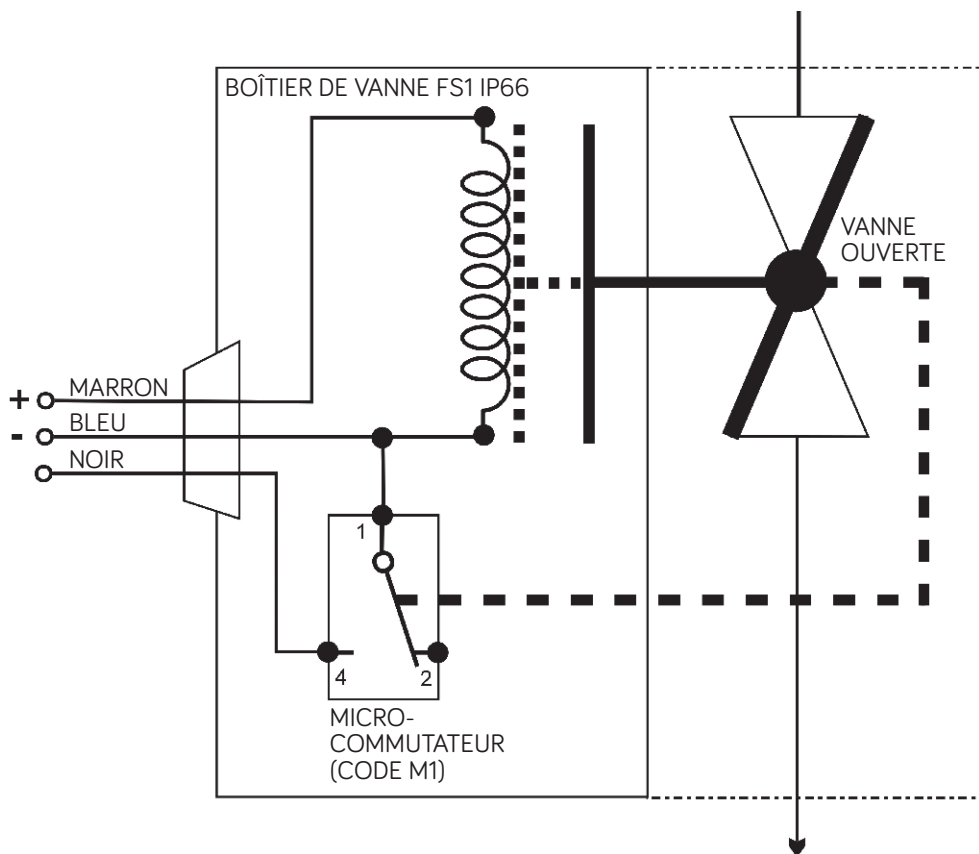 BOÎTIER DE VANNE FS1 IP66
VANNE
OUVERTE
+ MARRON
- BLEU
NOIR
1
4
2
MICRO-
COMMUTATEUR
(CODE M1)